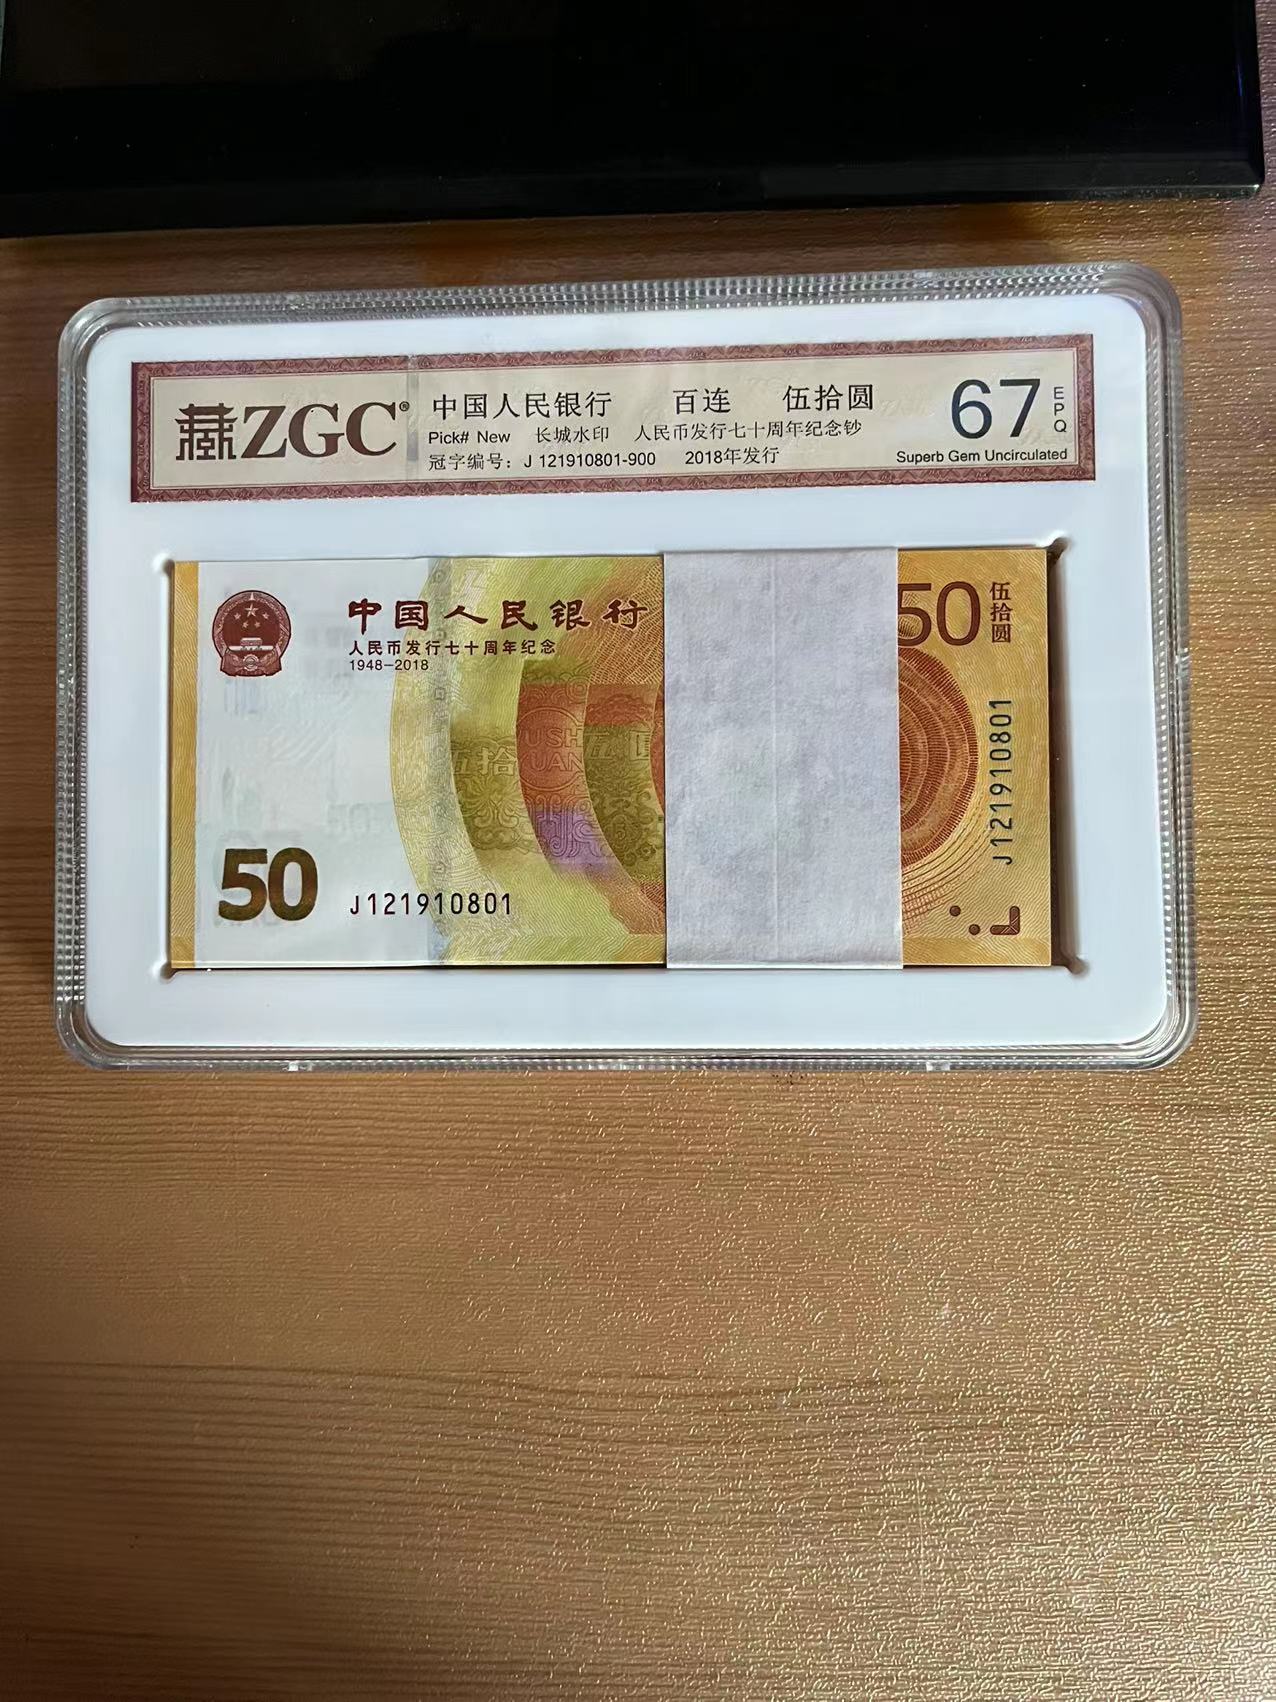 藏ZGC®
中国人民银行 百连 伍拾圆
Pick# New 长城水印 人民币发行七十周年纪念钞
冠字编号: J 121910801-900 2018年发行
67 EPQ
Superb Gem Uncirculated
中国人民银行
人民币发行七十周年纪念
1948-2018
50 伍拾圆
伍拾
J121910801
50
J121910801